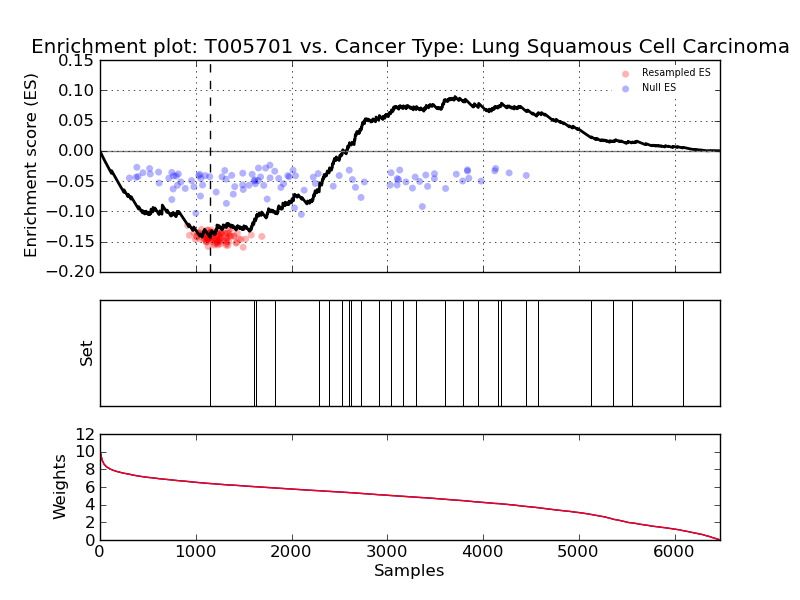 Enrichment plot: T005701 vs. Cancer Type: Lung Squamous Cell Carcinoma
0.15
0.10
0.05
0.00
−0.05
−0.10
−0.15
−0.20
Enrichment score (ES)
Resampled ES
Null ES
Set
12
10
8
6
4
2
0
Weights
0 1000 2000 3000 4000 5000 6000
Samples